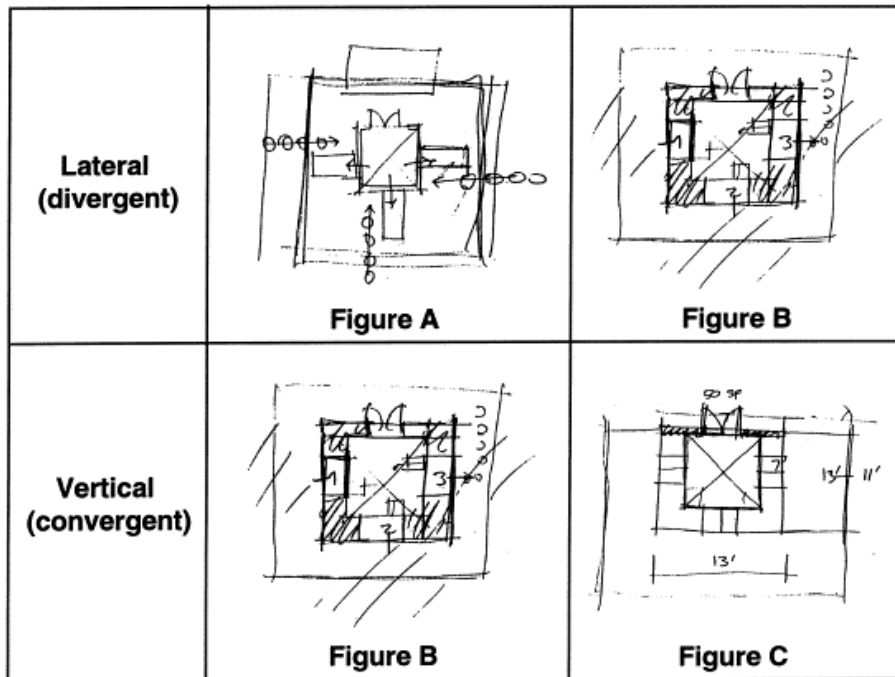 Lateral
(divergent)
Figure A
1
2
3
Figure B
Vertical
(convergent)
1
2
3
Figure B
7'
13'
11'
13'
Figure C